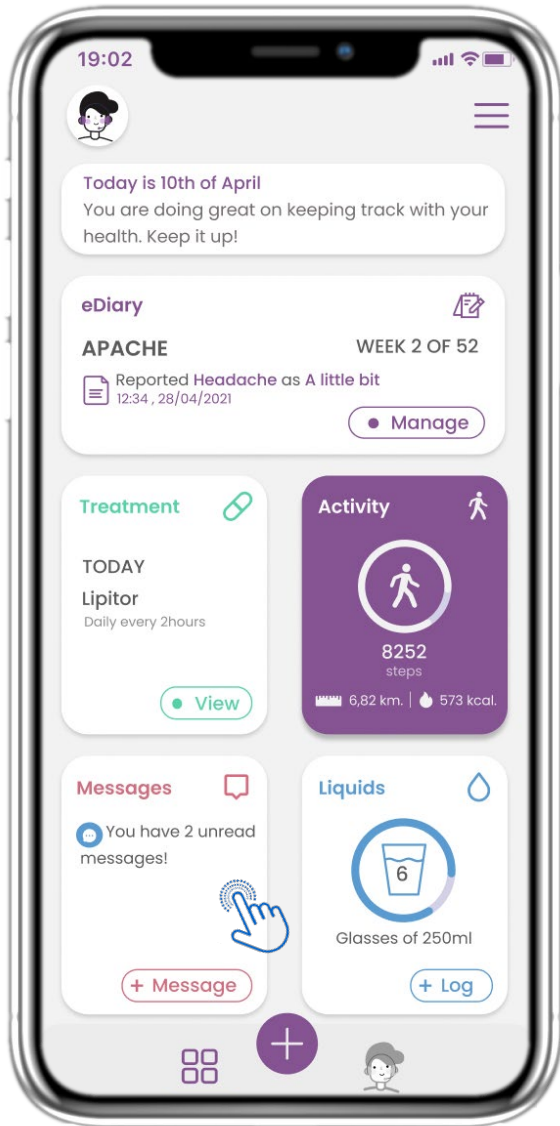 19:02
Today is 10th of April
You are doing great on keeping track with your
health. Keep it up!
eDiary
APACHE
WEEK 2 OF 52
Reported Headache as A little bit
12:34 , 28/04/2021
Manage
Treatment
TODAY
Lipitor
Daily every 2hours
View
Activity
8252
steps
6,82 km.
573 kcal.
Messages
You have 2 unread
messages!
+ Message
Liquids
6
Glasses of 250ml
+ Log